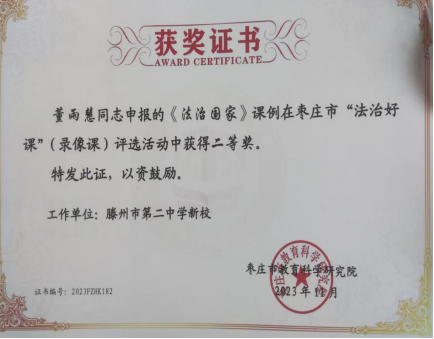 获奖证书
AWARD CERTIFICATE
董雨慧同志申报的《法治国家》课例在枣庄市“法治好
课”（录像课）评选活动中获得二等奖。
特发此证，以资鼓励。
工作单位：滕州市第二中学新校
枣庄市教育科学研究院
2023年11月
证书编号：2023FZHK182